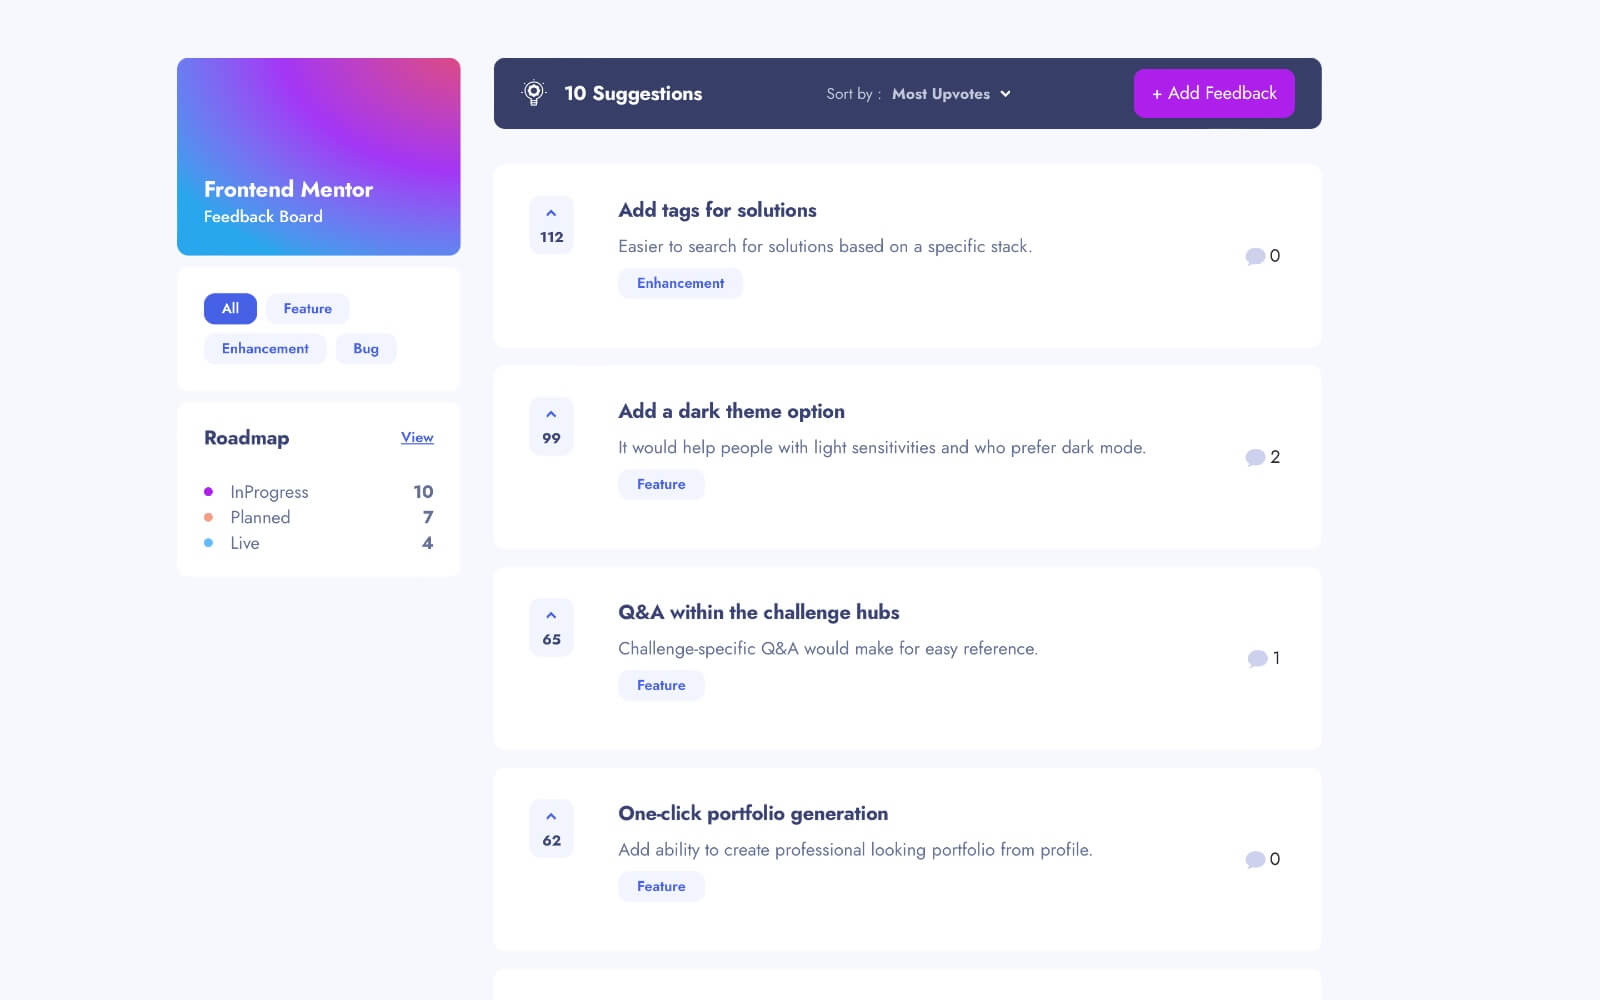 Frontend Mentor
Feedback Board
All
Feature
Enhancement
Bug
Roadmap
View
InProgress 10
Planned 7
Live 4
10 Suggestions
Sort by : Most Upvotes
+ Add Feedback
112
Add tags for solutions
Easier to search for solutions based on a specific stack.
Enhancement
0
99
Add a dark theme option
It would help people with light sensitivities and who prefer dark mode.
Feature
2
65
Q&A within the challenge hubs
Challenge-specific Q&A would make for easy reference.
Feature
1
62
One-click portfolio generation
Add ability to create professional looking portfolio from profile.
Feature
0